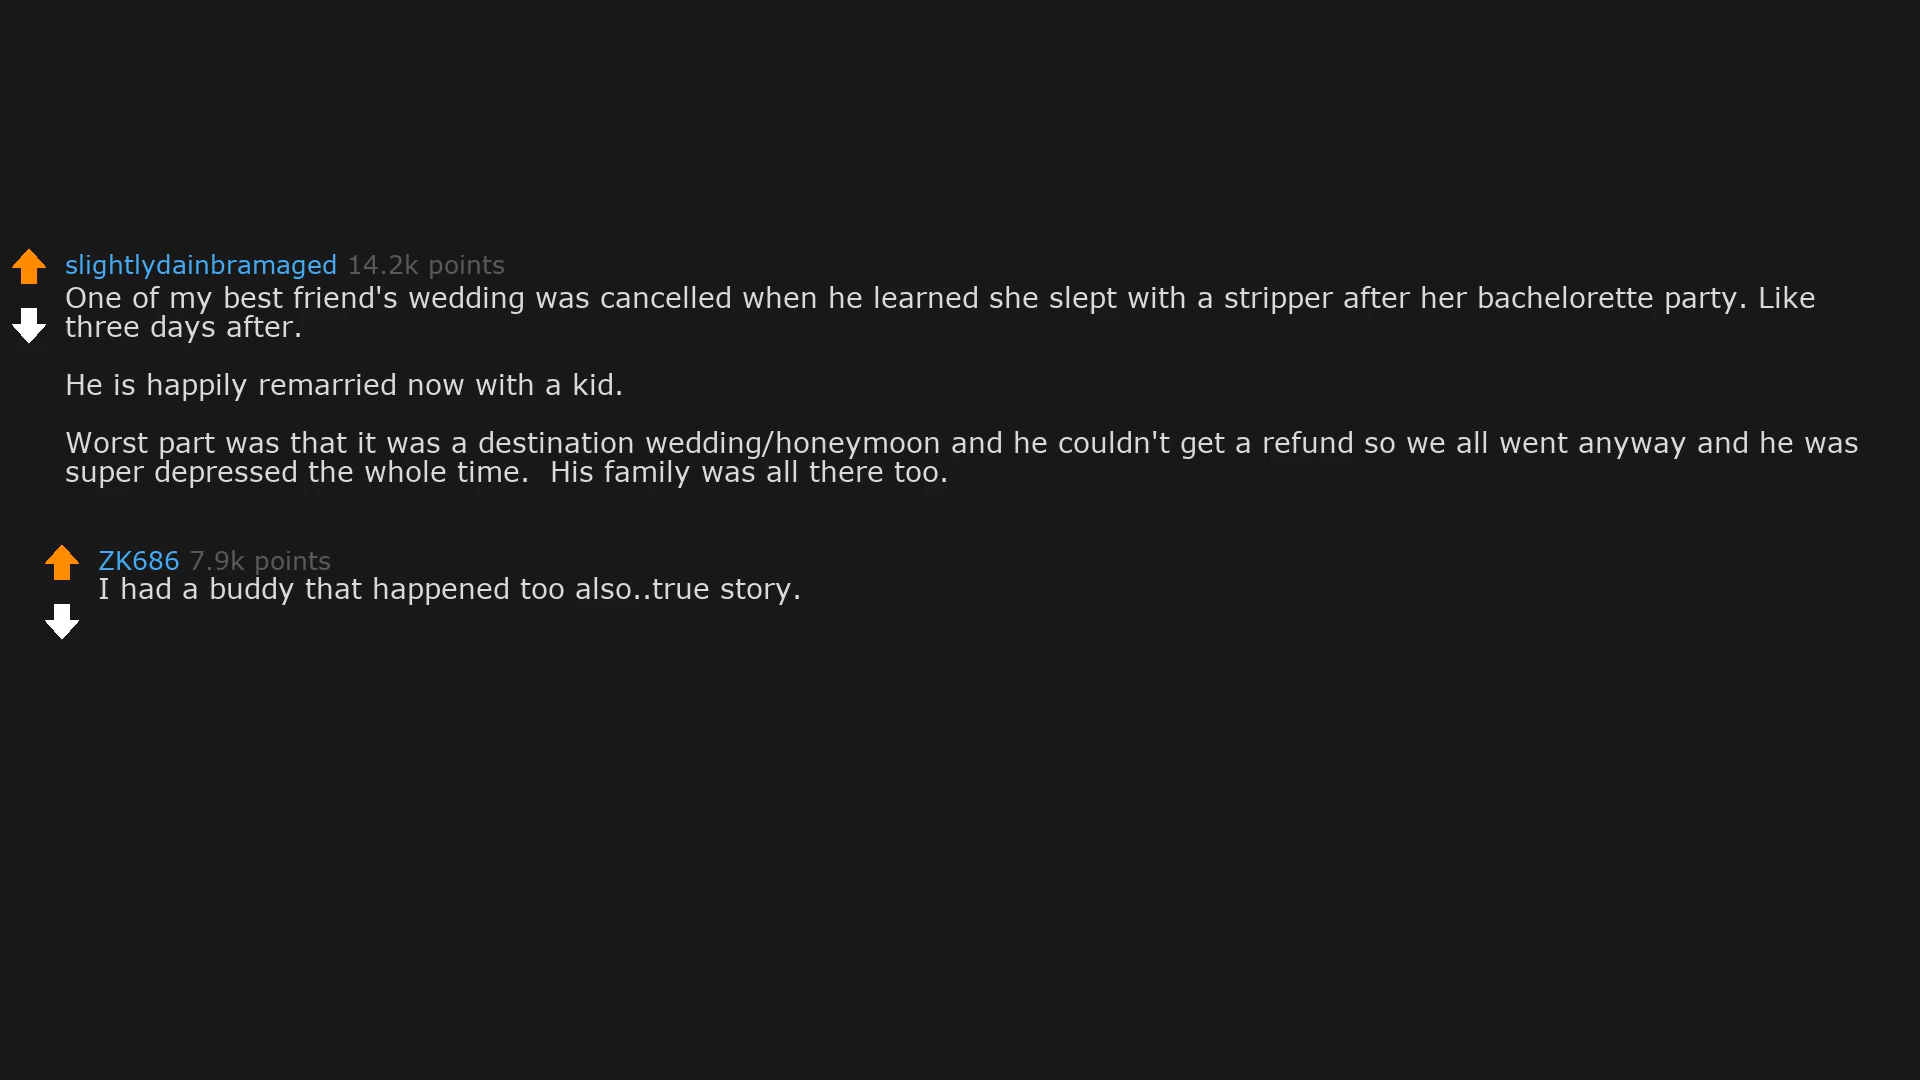 slightlydainbramaged 14.2k points
One of my best friend's wedding was cancelled when he learned she slept with a stripper after her bachelorette party. Like
three days after.
He is happily remarried now with a kid.
Worst part was that it was a destination wedding/honeymoon and he couldn't get a refund so we all went anyway and he was
super depressed the whole time.  His family was all there too.
ZK686 7.9k points
I had a buddy that happened too also..true story.